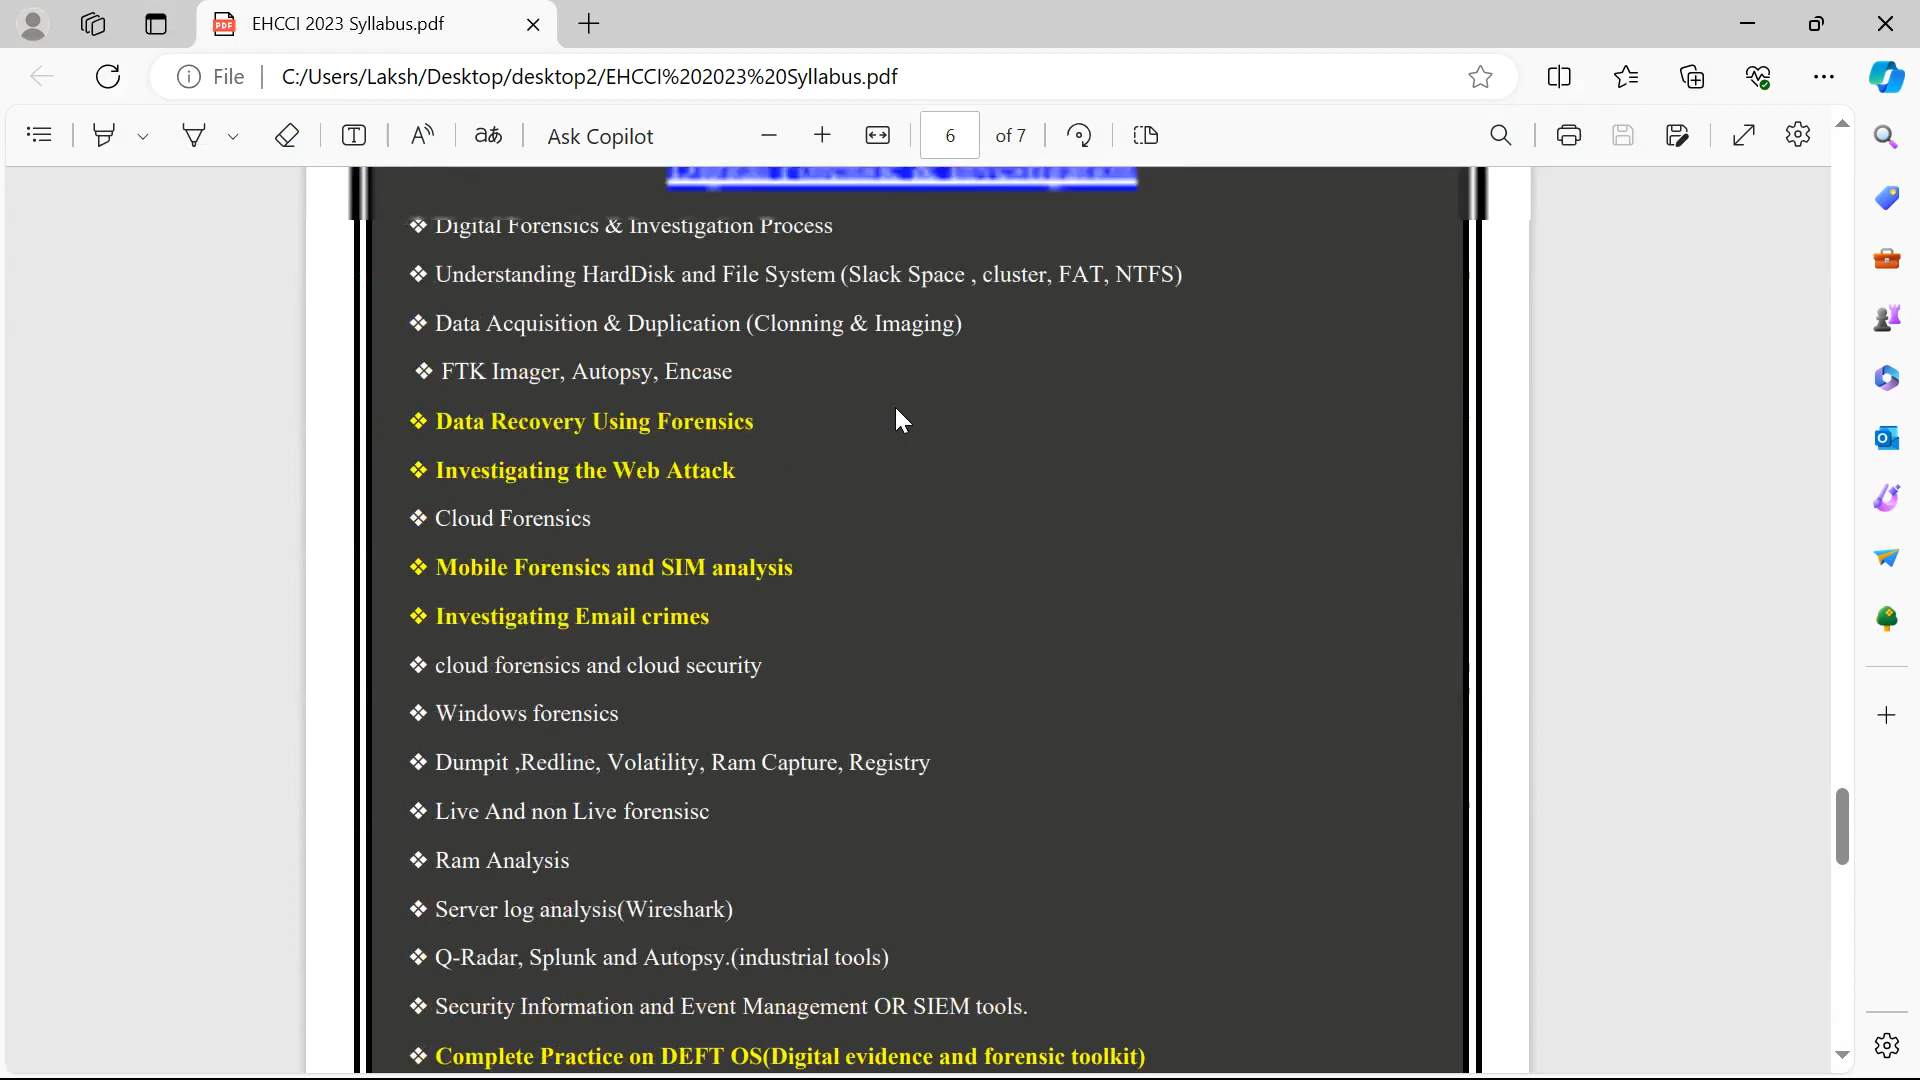 EHCCI 2023 Syllabus.pdf
File
C:/Users/Laksh/Desktop/desktop2/EHCCI%202023%20Syllabus.pdf
Ask Copilot
6 of 7
❖ Digital Forensics & Investigation Process
❖ Understanding HardDisk and File System (Slack Space , cluster, FAT, NTFS)
❖ Data Acquisition & Duplication (Clonning & Imaging)
❖ FTK Imager, Autopsy, Encase
❖ Data Recovery Using Forensics
❖ Investigating the Web Attack
❖ Cloud Forensics
❖ Mobile Forensics and SIM analysis
❖ Investigating Email crimes
❖ cloud forensics and cloud security
❖ Windows forensics
❖ Dumpit ,Redline, Volatility, Ram Capture, Registry
❖ Live And non Live forensisc
❖ Ram Analysis
❖ Server log analysis(Wireshark)
❖ Q-Radar, Splunk and Autopsy.(industrial tools)
❖ Security Information and Event Management OR SIEM tools.
❖ Complete Practice on DEFT OS(Digital evidence and forensic toolkit)